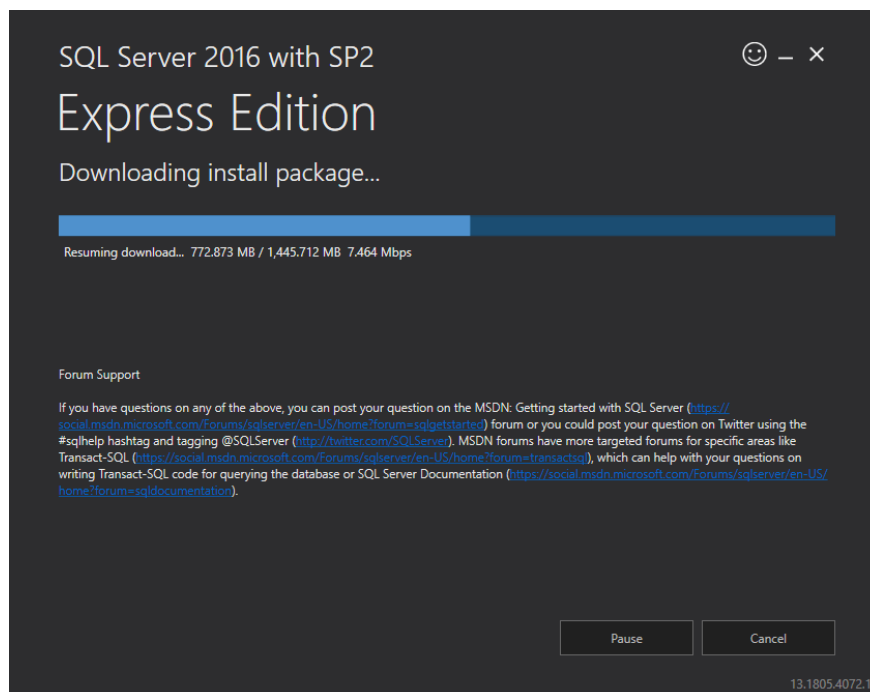 SQL Server 2016 with SP2
Express Edition
Downloading install package...
Resuming download... 772.873 MB / 1,445.712 MB 7.464 Mbps
Forum Support
If you have questions on any of the above, you can post your question on the MSDN: Getting started with SQL Server (https://
social.msdn.microsoft.com/Forums/sqlserver/en-US/home?forum=sqlgetstarted) forum or you could post your question on Twitter using the
#sqlhelp hashtag and tagging @SQLServer (http://twitter.com/SQLServer). MSDN forums have more targeted forums for specific areas like
Transact-SQL (https://social.msdn.microsoft.com/Forums/sqlserver/en-US/home?forum=transactsql), which can help with your questions on
writing Transact-SQL code for querying the database or SQL Server Documentation (https://social.msdn.microsoft.com/Forums/sqlserver/en-US/
home?forum=sqldocumentation).
Pause Cancel
13.1805.4072.1